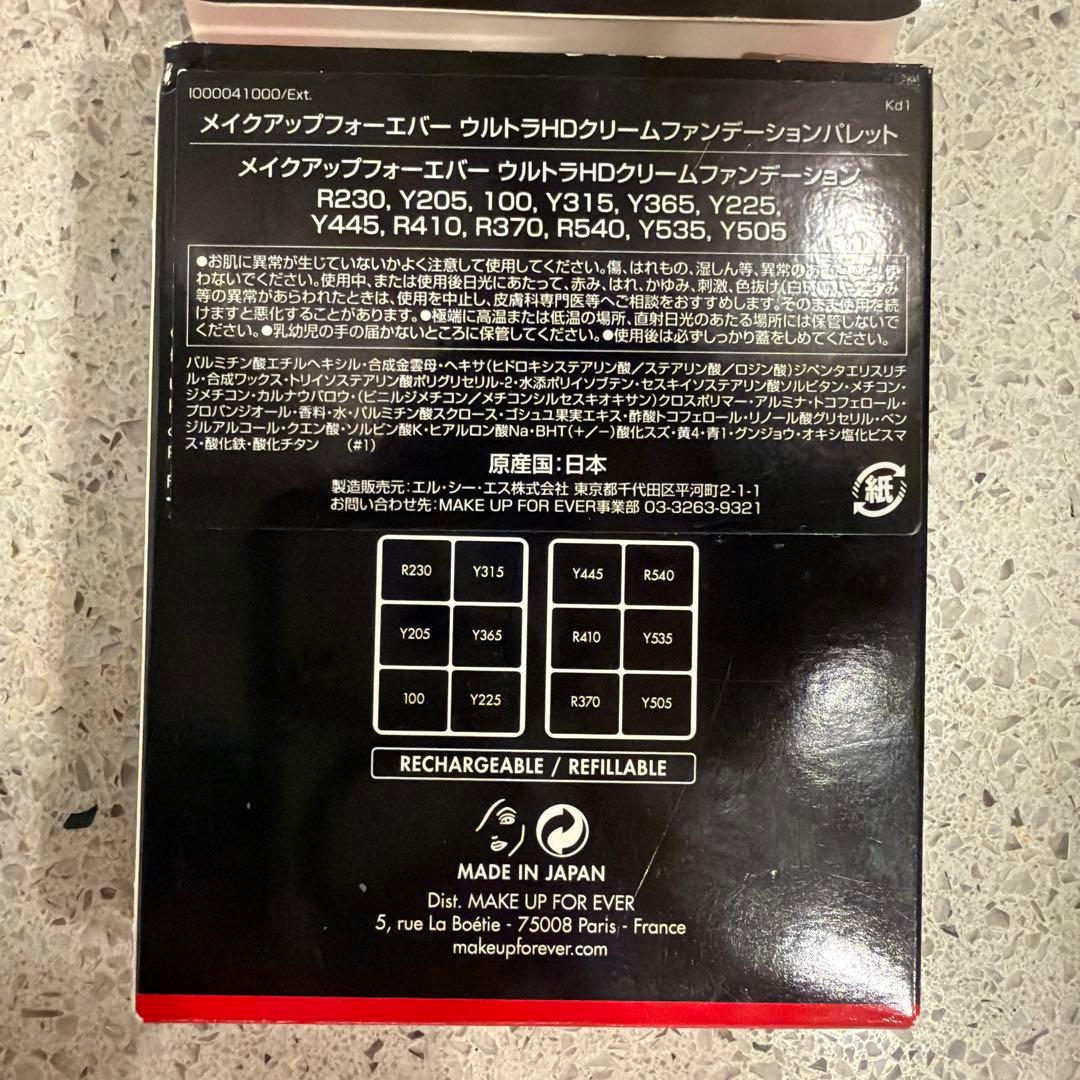 I000041000/Ext.
Kd1
メイクアップフォーエバー ウルトラHDクリームファンデーションパレット
メイクアップフォーエバー ウルトラHDクリームファンデーション
R230, Y205, 100, Y315, Y365, Y225,
Y445, R410, R370, R540, Y535, Y505
●お肌に異常が生じていないかよく注意して使用してください。傷、はれもの、湿しん等、異常の
わないでください。使用中、または使用後日光にあたって、赤み、はれ、かゆみ、刺激、色抜け
等の異常があらわれたときは、使用を中止し、皮膚科専門医等へご相談をおすすめします。そのまま使用を続
けますと悪化することがあります。●極端に高温または低温の場所、直射日光のあたる場所には保管しないで
ください。●乳幼児の手の届かないところに保管してください。●使用後は必ずしっかり蓋をしめてください。
パルミチン酸エチルヘキシル・合成金雲母・ヘキサ(ヒドロキシステアリン酸／ステアリン酸／ロジン酸)ジペンタエリスリチ
ル・合成ワックス・トリイソステアリン酸ポリグリセリル-2・水添ポリイソブテン・セスキイソステアリン酸ソルビタン・メチコン・
ジメチコン・カルナウバロウ・(ビニルジメチコン／メチコンシルセスキオキサン)クロスポリマー・アルミナ・トコフェロール・
プロパンジオール・香料・水・パルミチン酸スクロース・ゴシュユ果実エキス・酢酸トコフェロール・リノール酸グリセリル・ベン
ジルアルコール・クエン酸・ソルビン酸K・ヒアルロン酸Na・BHT(+/−)酸化スズ・黄4・青1・グンジョウ・オキシ塩化ビスマ
ス・酸化鉄・酸化チタン (#1)
原産国：日本
製造販売元：エル・シー・エス株式会社 東京都千代田区平河町2-1-1
お問い合わせ先：MAKE UP FOR EVER事業部 03-3263-9321
紙
R230 Y315 Y445 R540
Y205 Y365 R410 Y535
100 Y225 R370 Y505
RECHARGEABLE / REFILLABLE
MADE IN JAPAN
Dist. MAKE UP FOR EVER
5, rue La Boétie - 75008 Paris - France
makeupforever.com